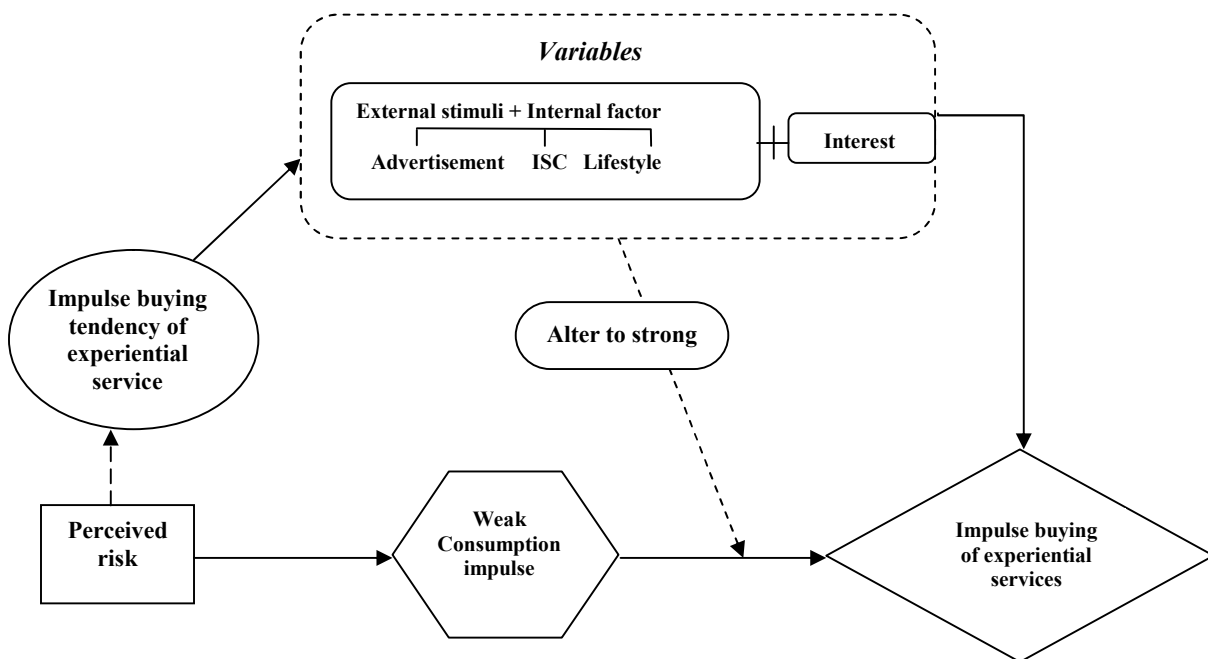 Variables
External stimuli + Internal factor
Advertisement ISC Lifestyle
Interest
Impulse buying
tendency of
experiential
service
Alter to strong
Perceived
risk
Weak
Consumption
impulse
Impulse buying
of experiential
services